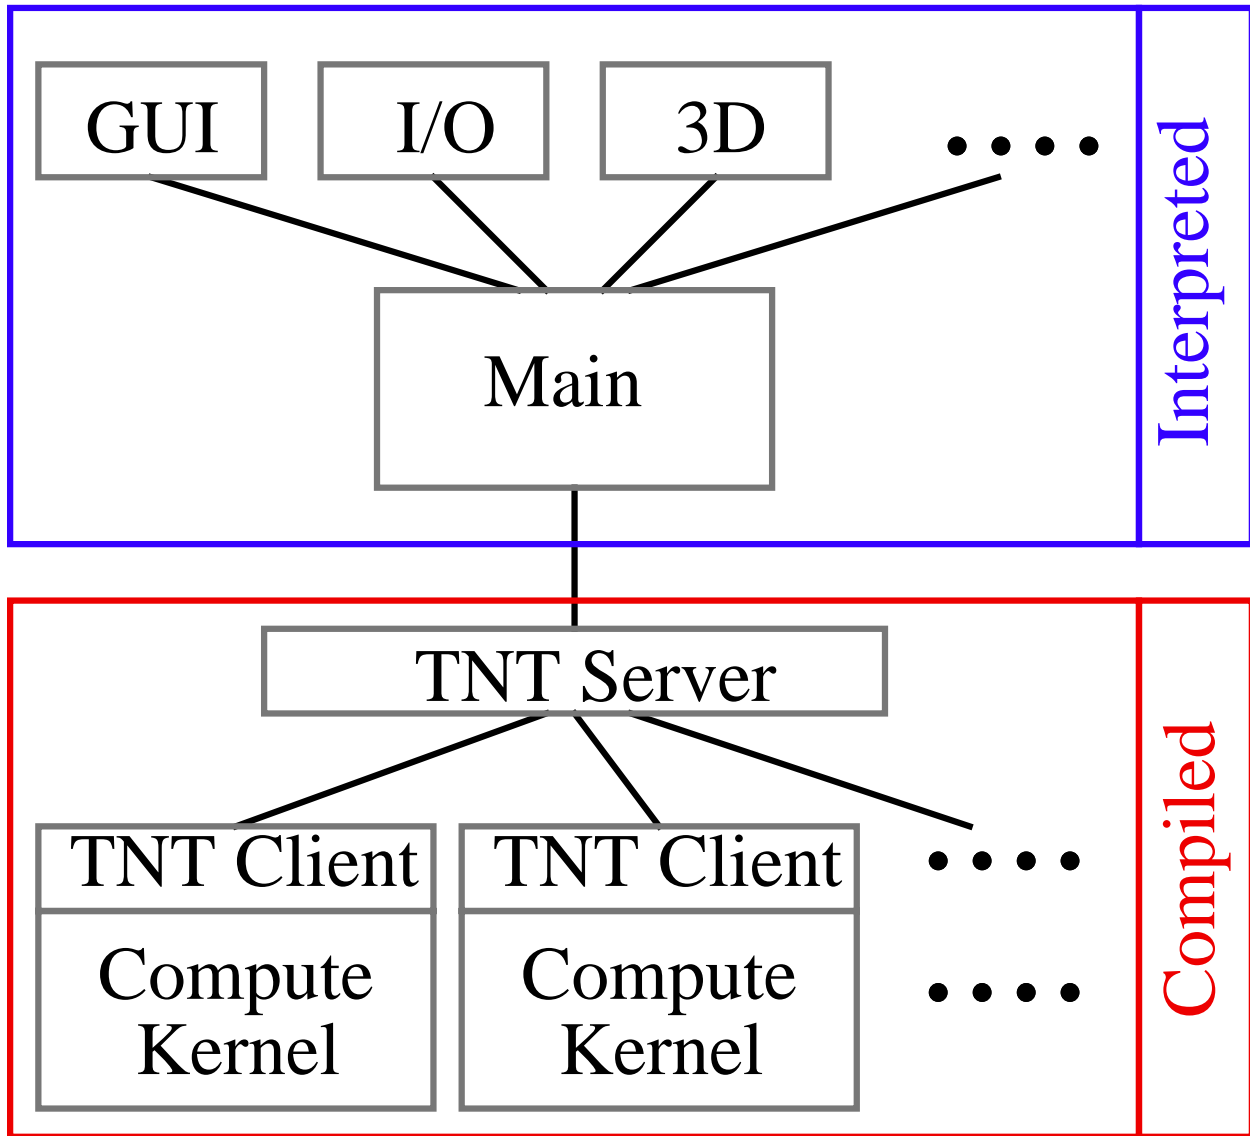 GUI I/O 3D ....
Interpreted
Main
TNT Server
Compiled
TNT Client TNT Client ....
Compute Compute ....
Kernel Kernel